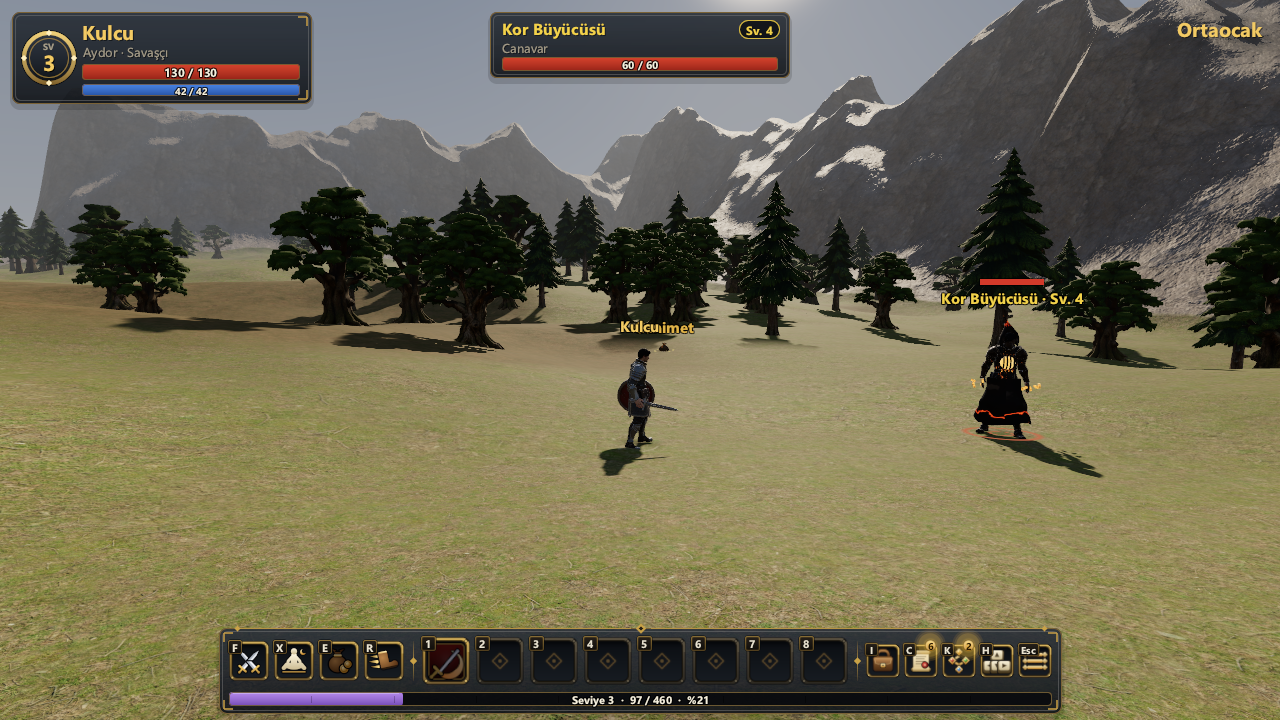 SV
3
Kulcu
Aydor · Savaşçı
130 / 130
42 / 42
Kor Büyücüsü
Sv. 4
Canavar
60 / 60
Ortaocak
Kor Büyücüsü · Sv. 4
Kulcu
imet
F
X
E
R
1
2
3
4
5
6
7
8
I
C
6
K
2
H
Esc
Seviye 3 · 97 / 460 · %21